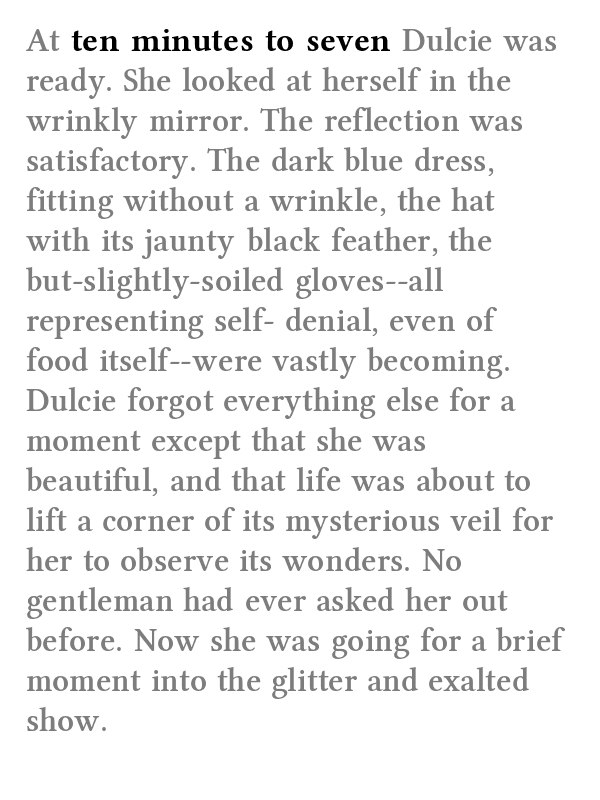 At ten minutes to seven Dulcie was
ready. She looked at herself in the
wrinkly mirror. The reflection was
satisfactory. The dark blue dress,
fitting without a wrinkle, the hat
with its jaunty black feather, the
but-slightly-soiled gloves--all
representing self- denial, even of
food itself--were vastly becoming.
Dulcie forgot everything else for a
moment except that she was
beautiful, and that life was about to
lift a corner of its mysterious veil for
her to observe its wonders. No
gentleman had ever asked her out
before. Now she was going for a brief
moment into the glitter and exalted
show.